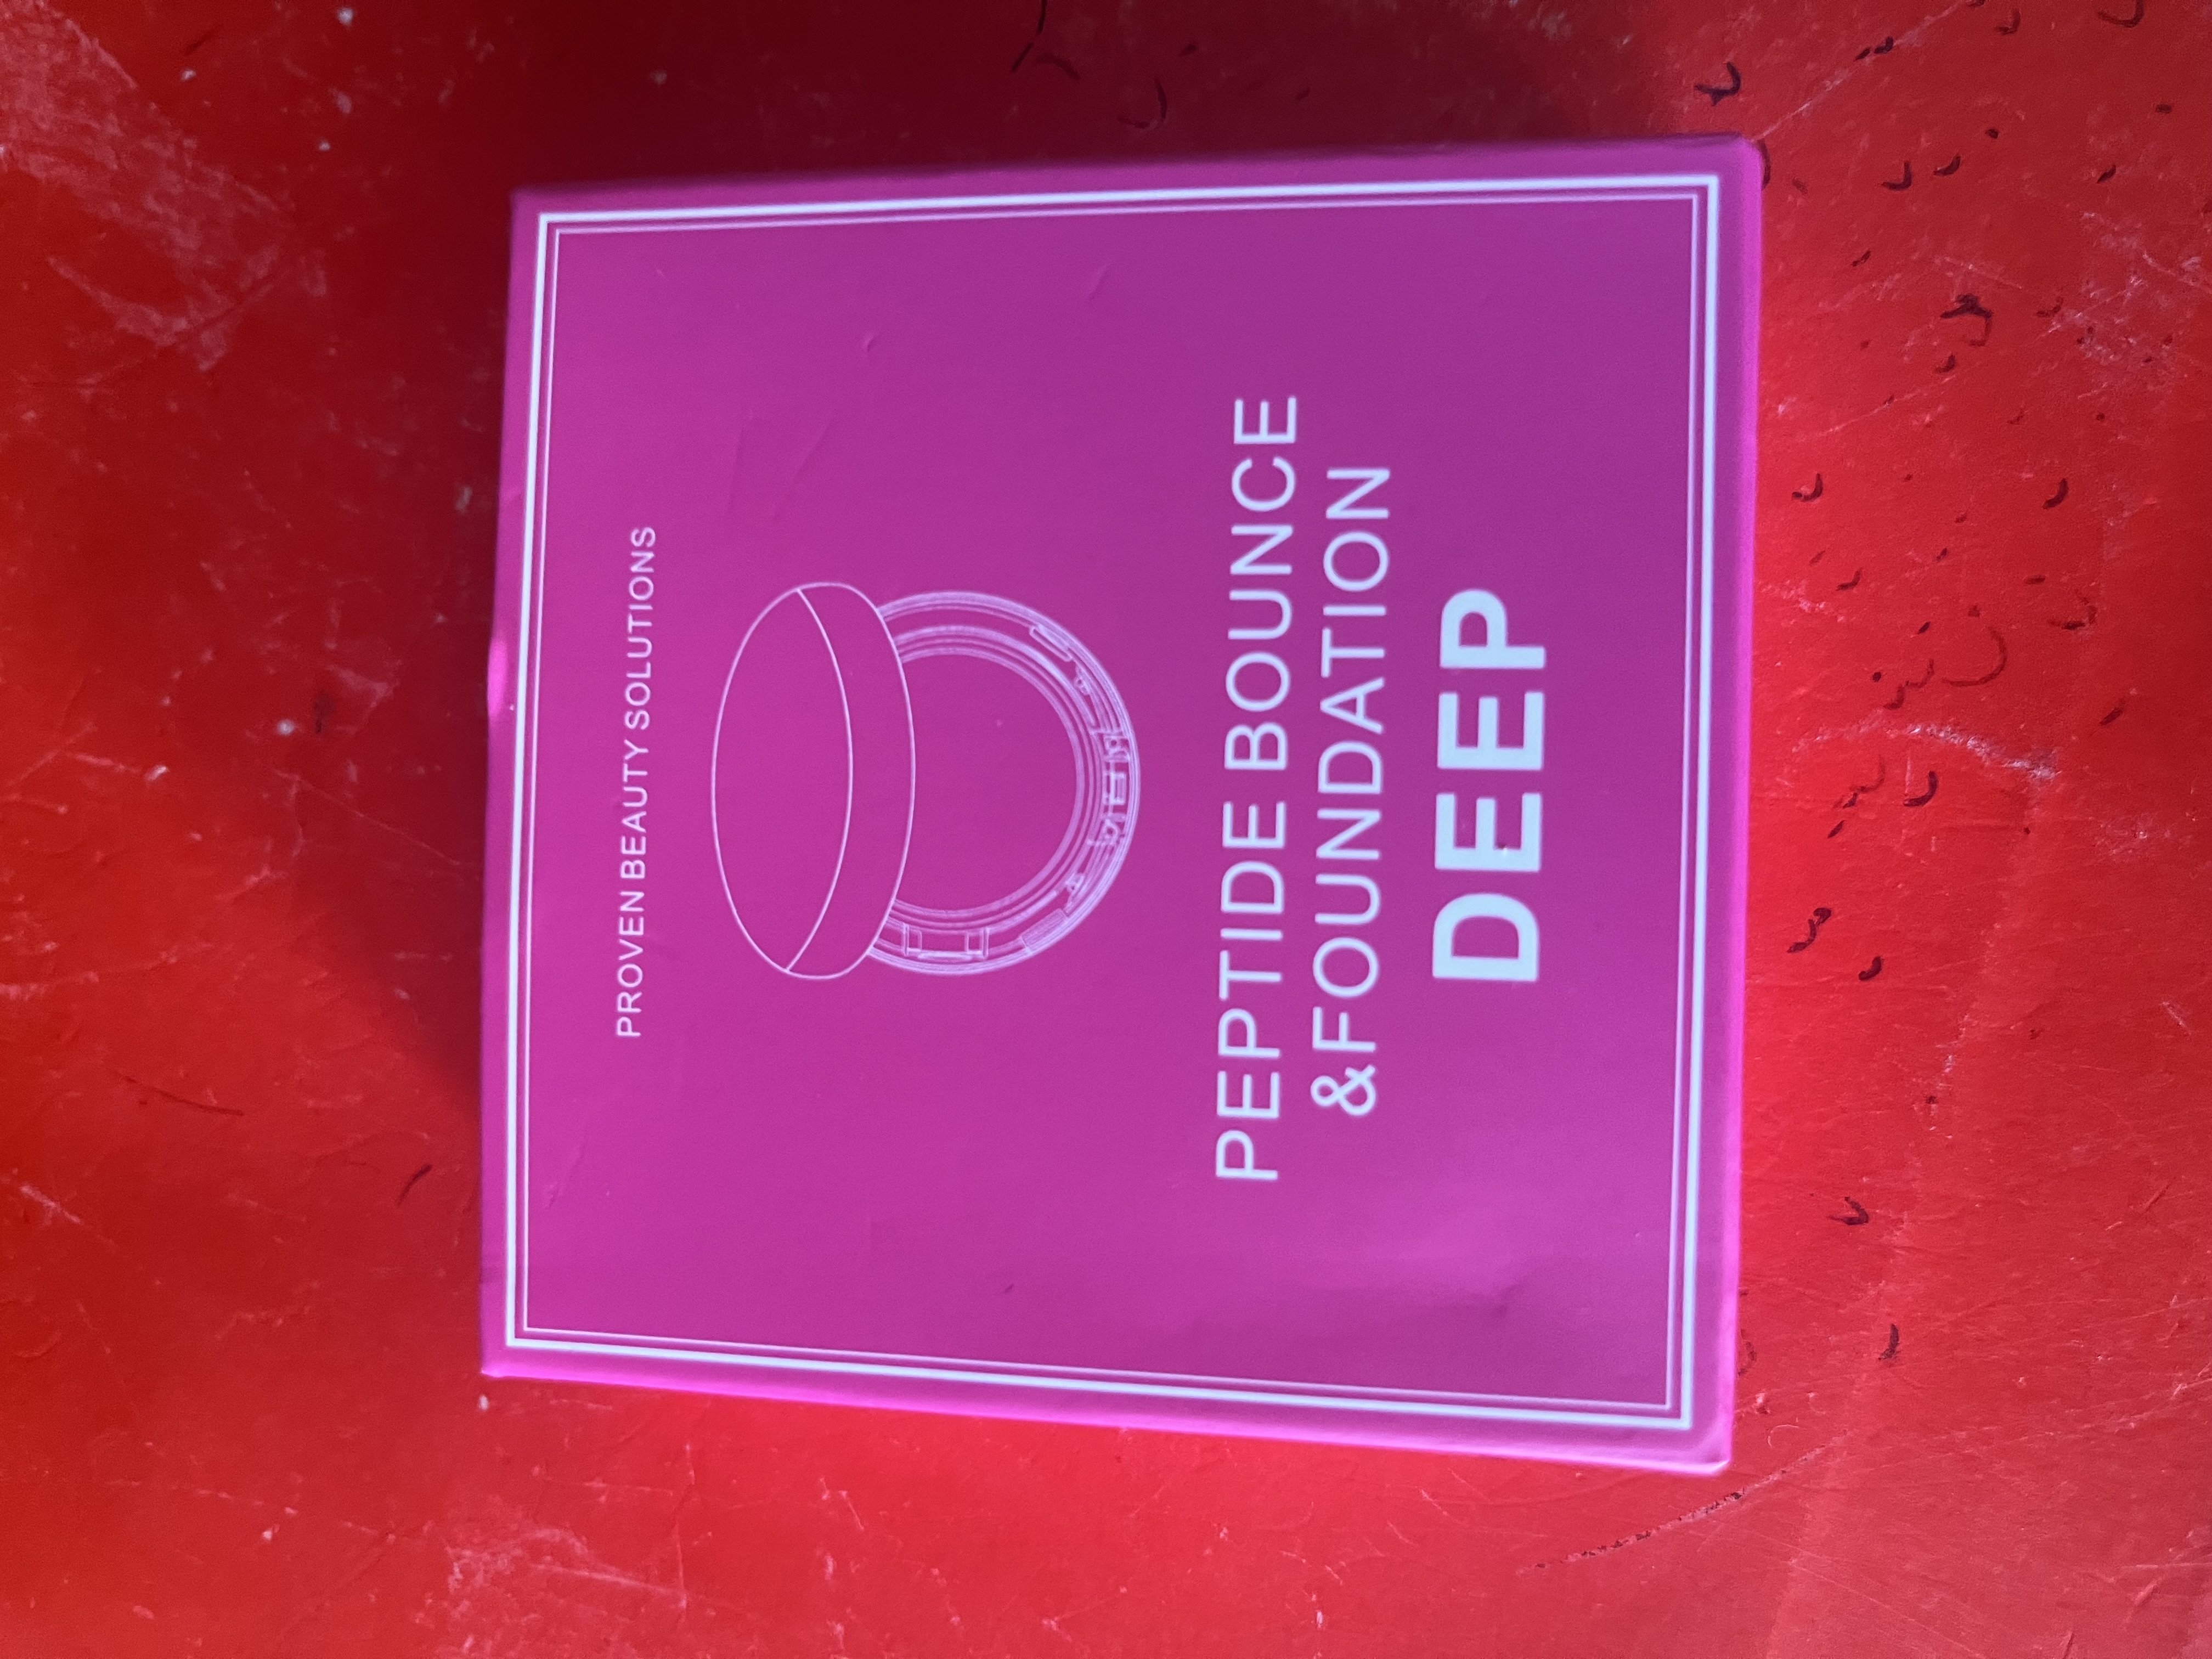 PROVEN BEAUTY SOLUTIONS
PEPTIDE BOUNCE
&FOUNDATION
DEEP